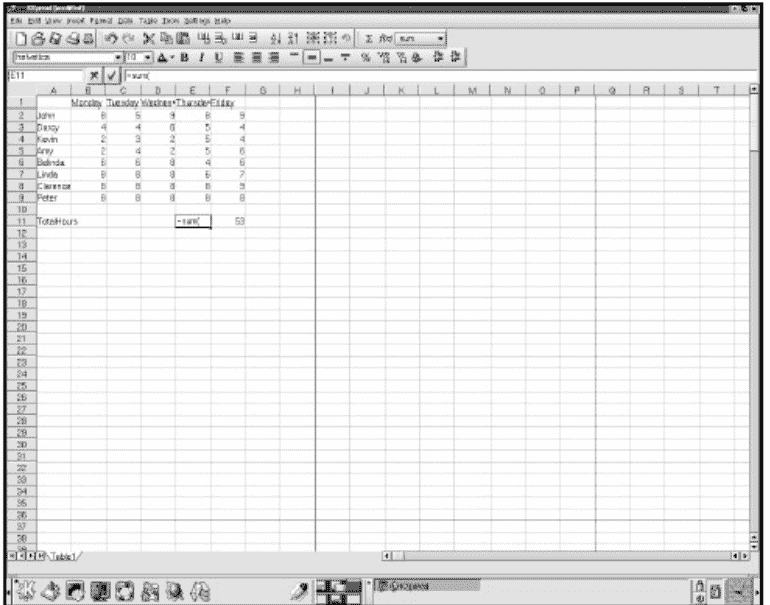 File Edit View Insert Format Data Table Tools Settings Help
Σ f(x) sum
helvetica 10 A B I U %
E11 =sum(
A B C D E F G H I J K L M N O P Q R S T
1 Monday Tuesday Wednes Thursda Friday
2 John 8 5 9 8 9
3 Darcy 4 4 6 5 4
4 Kevin 2 3 2 5 4
5 Amy 2 4 2 5 6
6 Belinda 6 6 8 4 6
7 Linda 8 8 8 6 7
8 Clarence 8 8 8 8 9
9 Peter 8 8 8 8 8
10
11 TotalHours =sum( 53
12
13
14
15
16
17
18
19
20
21
22
23
24
25
26
27
28
29
30
31
32
33
34
35
36
37
38
39
Table1